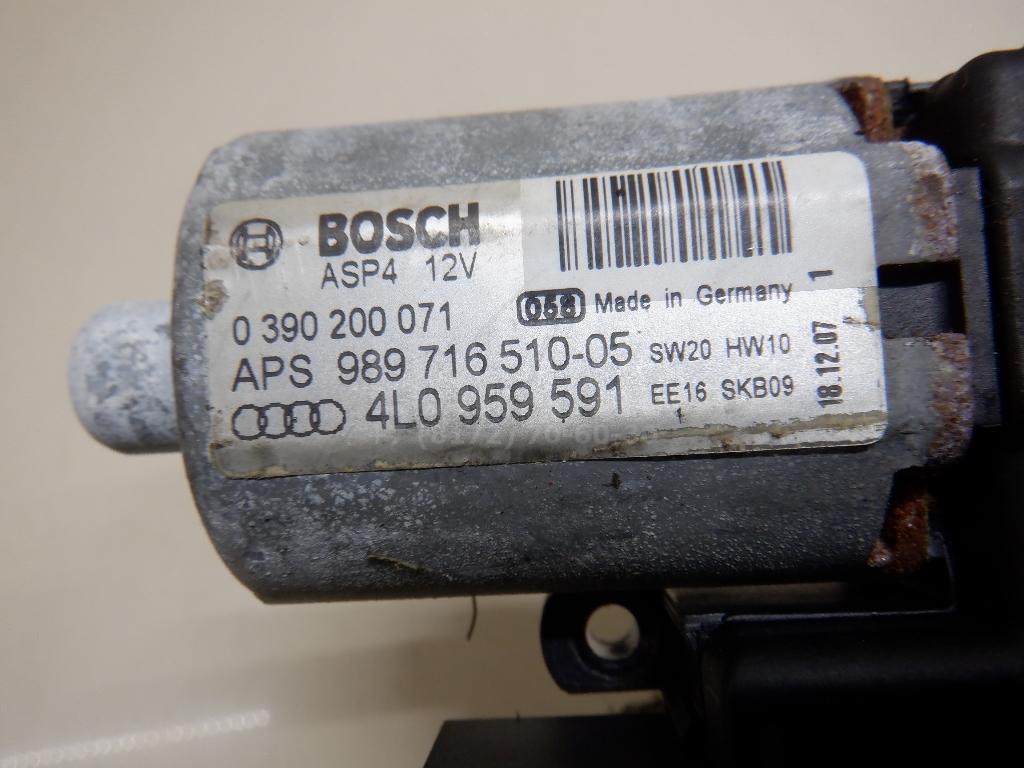 BOSCH
ASP4 12V
0 390 200 071
058 Made in Germany 1
APS 989 716 510-05 SW20 HW10
4L0 959 591 EE16 SKB09
18.12.07